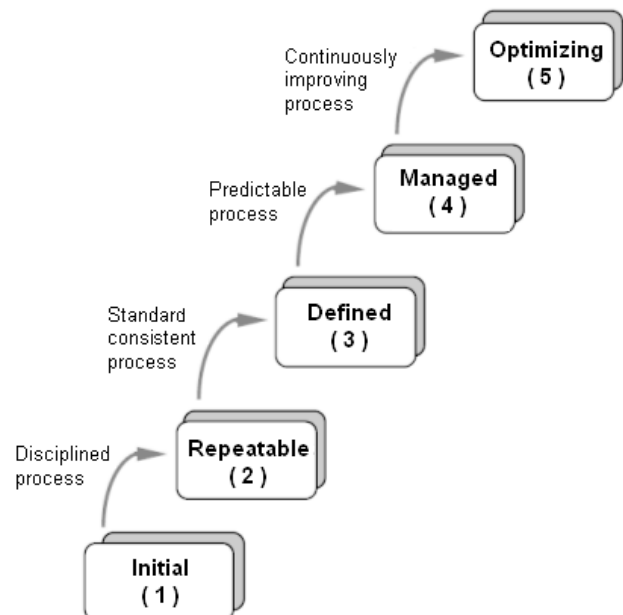 Continuously
improving
process
Optimizing
( 5 )
Predictable
process
Managed
( 4 )
Standard
consistent
process
Defined
( 3 )
Disciplined
process
Repeatable
( 2 )
Initial
( 1 )